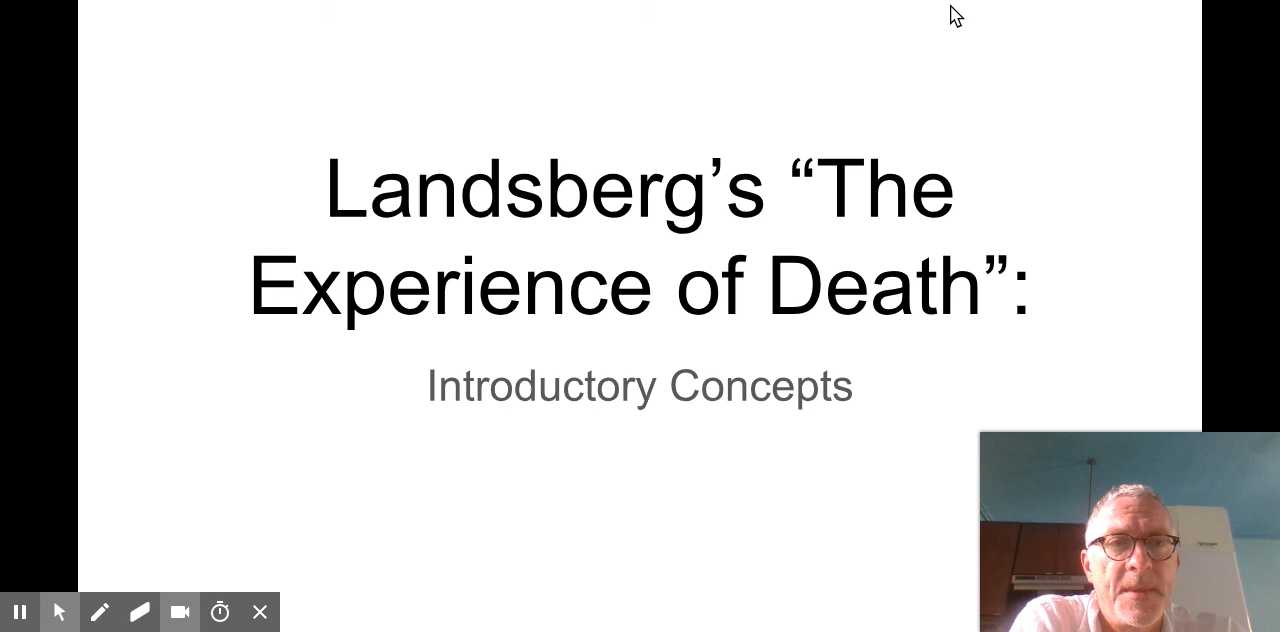 Landsberg’s “The
Experience of Death”:
Introductory Concepts